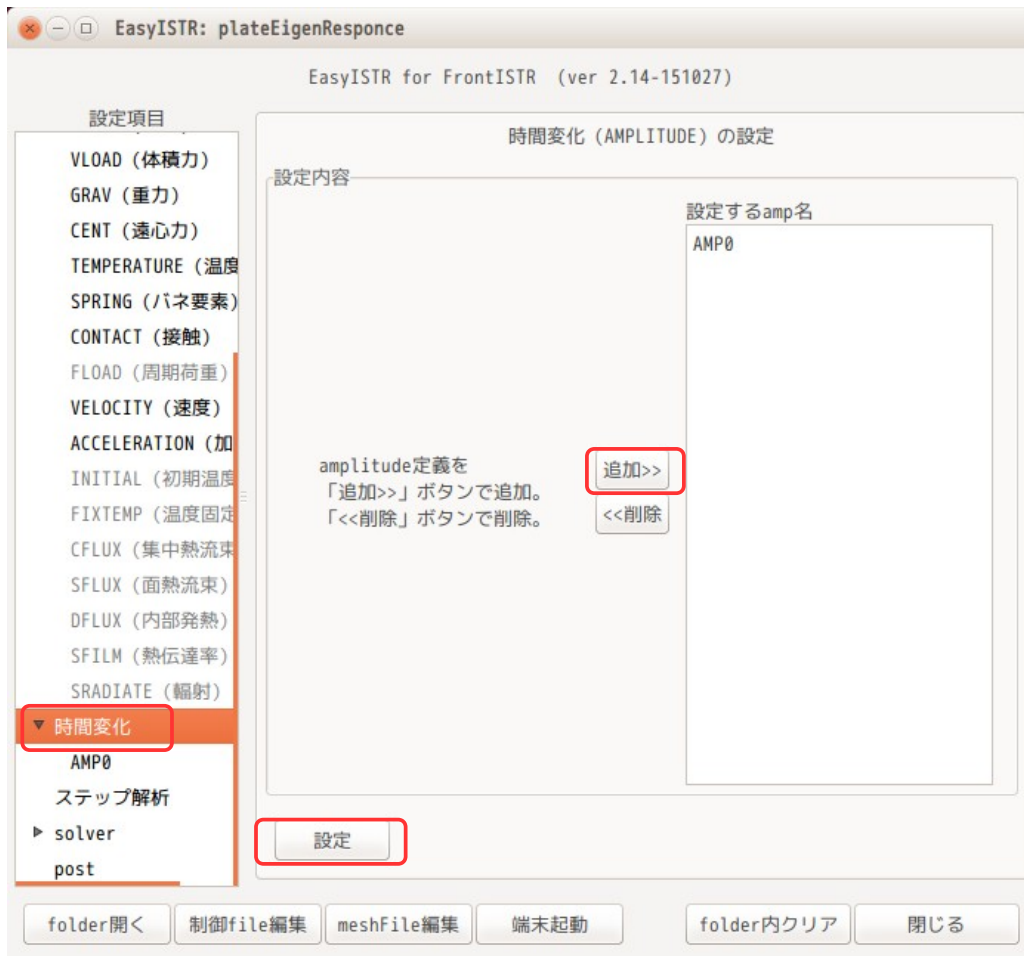 EasyISTR: plateEigenResponce
EasyISTR for FrontISTR (ver 2.14-151027)
設定項目
VLOAD (体積力)
GRAV (重力)
CENT (遠心力)
TEMPERATURE (温度
SPRING (バネ要素)
CONTACT (接触)
FLOAD (周期荷重)
VELOCITY (速度)
ACCELERATION (加
INITIAL (初期温度
FIXTEMP (温度固定
CFLUX (集中熱流束
SFLUX (面熱流束)
DFLUX (内部発熱)
SFILM (熱伝達率)
SRADIATE (輻射)
時間変化
AMP0
ステップ解析
solver
post
時間変化 (AMPLITUDE) の設定
設定内容
設定するamp名
AMP0
amplitude定義を
「追加>>」ボタンで追加。
「<<削除」ボタンで削除。
追加>>
<<削除
設定
folder開く
制御file編集
meshFile編集
端末起動
folder内クリア
閉じる